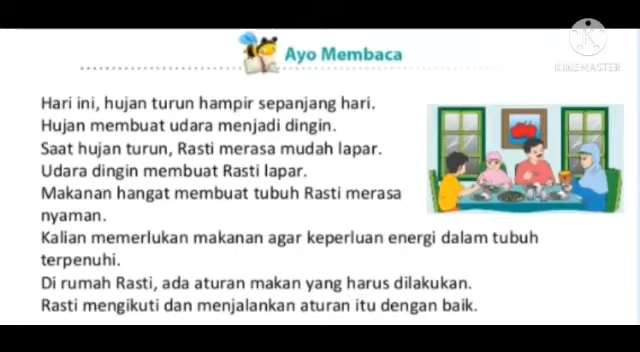 Ayo Membaca
KINEMASTER
Hari ini, hujan turun hampir sepanjang hari.
Hujan membuat udara menjadi dingin.
Saat hujan turun, Rasti merasa mudah lapar.
Udara dingin membuat Rasti lapar.
Makanan hangat membuat tubuh Rasti merasa
nyaman.
Kalian memerlukan makanan agar keperluan energi dalam tubuh
terpenuhi.
Di rumah Rasti, ada aturan makan yang harus dilakukan.
Rasti mengikuti dan menjalankan aturan itu dengan baik.